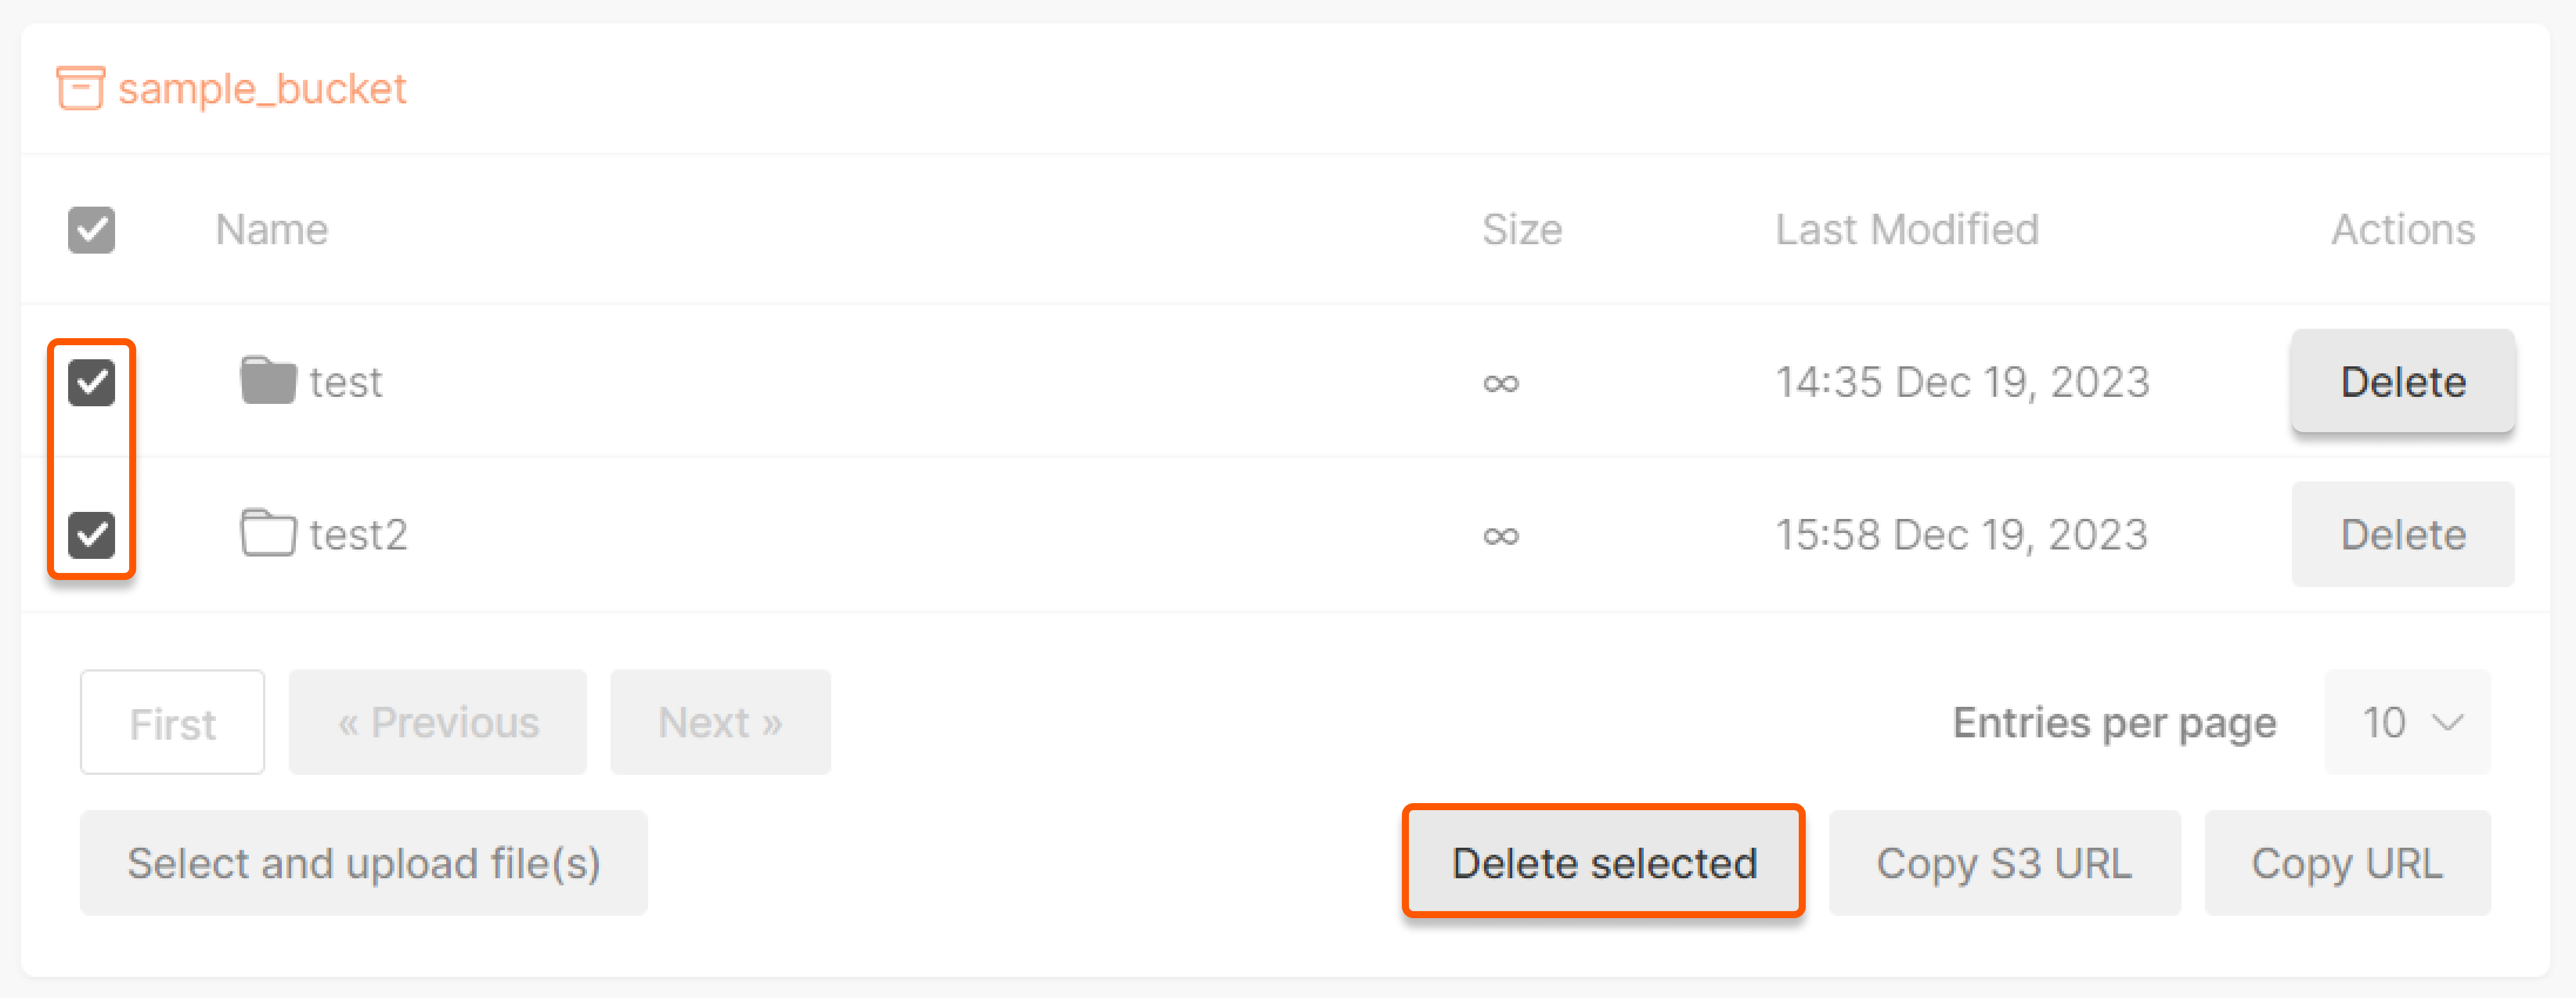 sample_bucket
Name Size Last Modified Actions
test ∞ 14:35 Dec 19, 2023 Delete
test2 ∞ 15:58 Dec 19, 2023 Delete
First « Previous Next » Entries per page 10
Select and upload file(s) Delete selected Copy S3 URL Copy URL